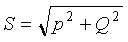 S = √(p² + Q²)